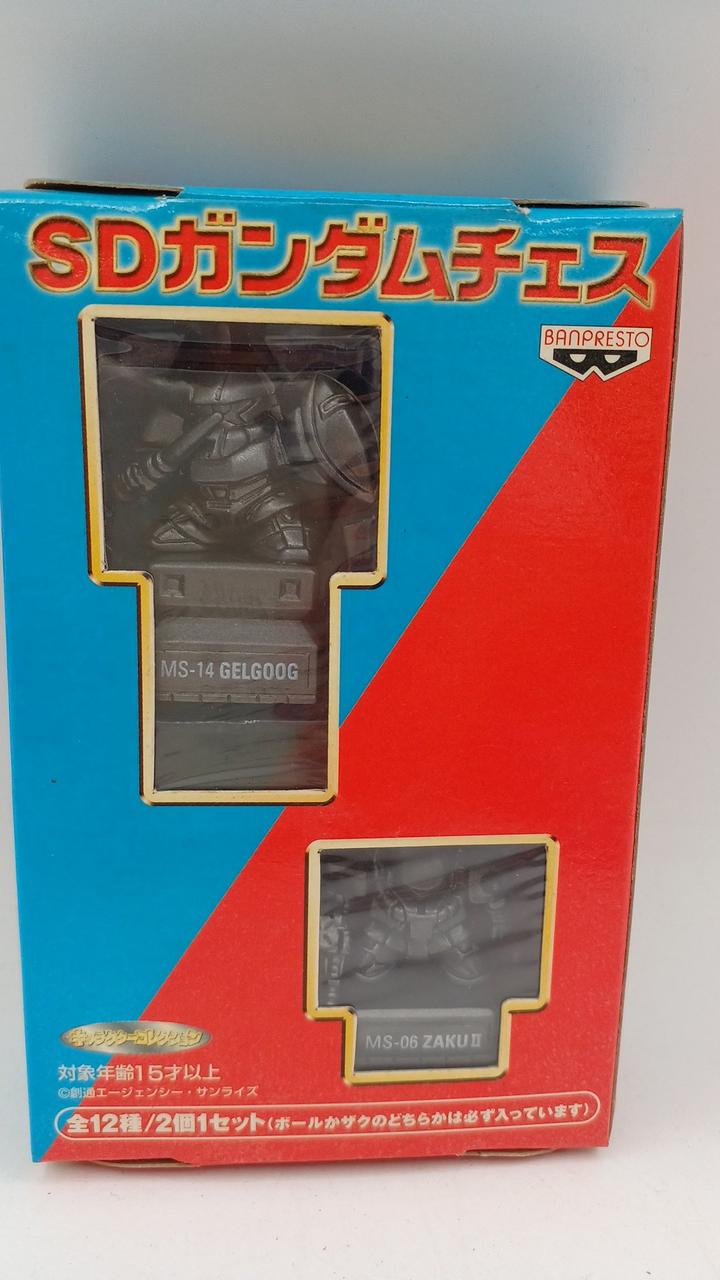 SDガンダムチェス
BANPRESTO
MS-14 GELGOOG
MS-06 ZAKU II
キャラクターコレクション
対象年齢15才以上
©創通エージェンシー・サンライズ
全12種/2個1セット(ボールかザクのどちらかは必ず入っています)